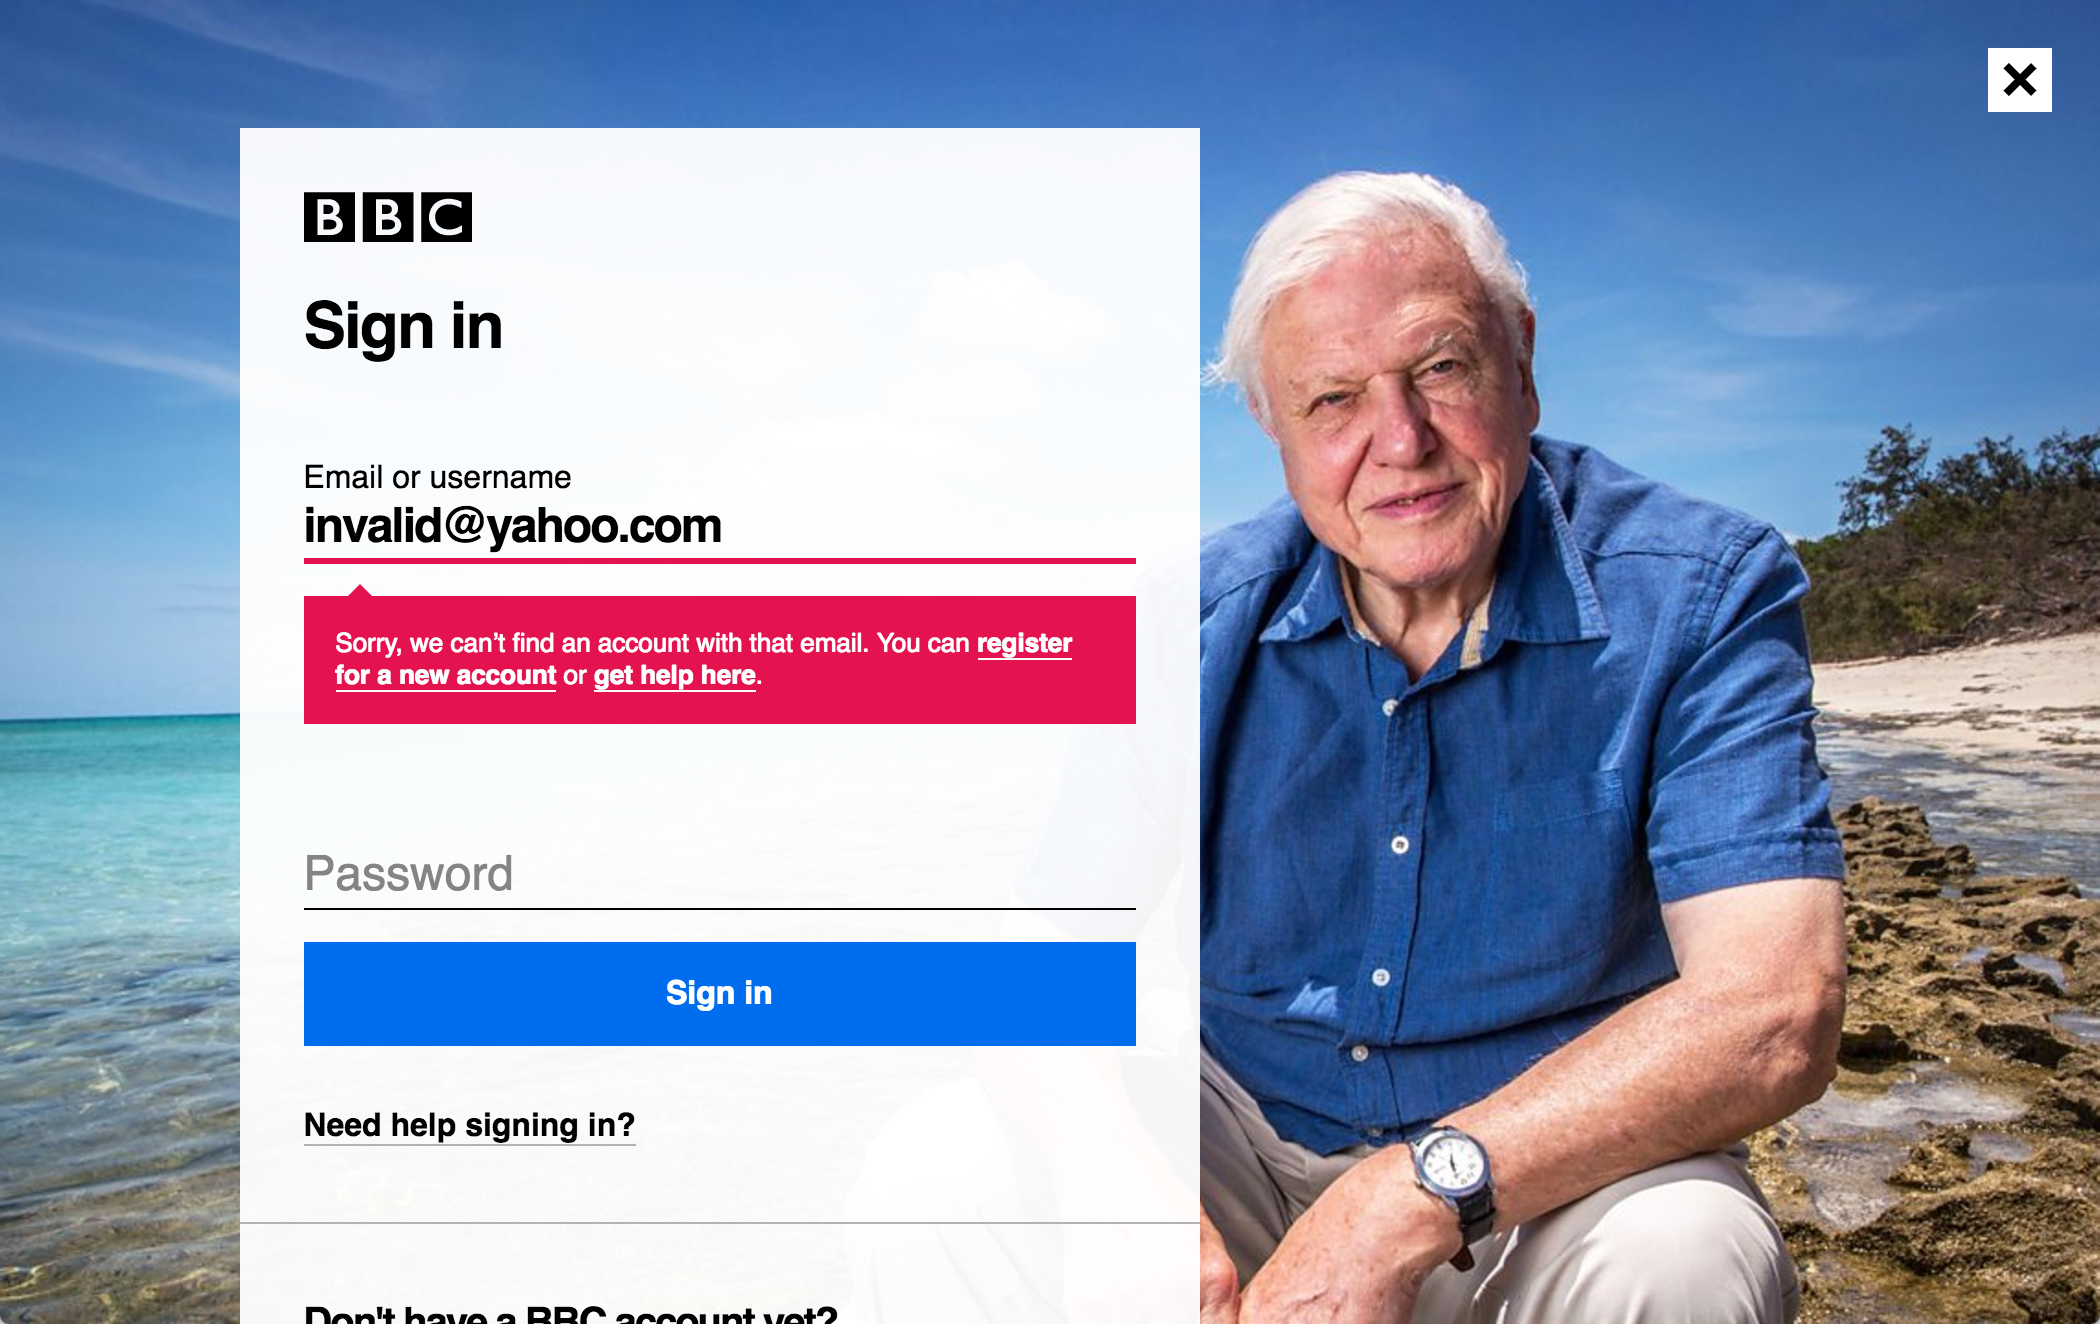 BBC
Sign in
Email or username
invalid@yahoo.com
Sorry, we can’t find an account with that email. You can register
for a new account or get help here.
Password
Sign in
Need help signing in?
Don't have a BBC account yet?